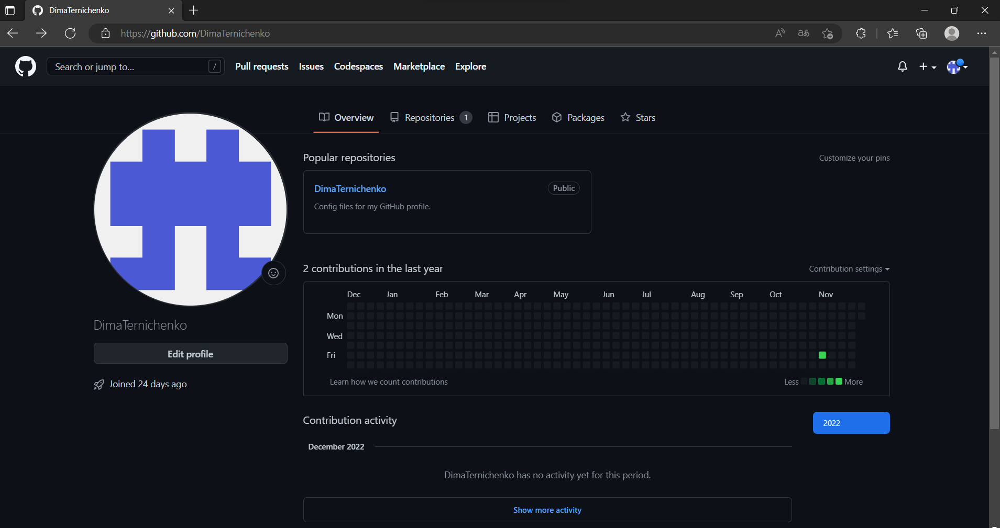 DimaTernichenko
https://github.com/DimaTernichenko
Search or jump to... /
Pull requests Issues Codespaces Marketplace Explore
Overview Repositories 1 Projects Packages Stars
Popular repositories Customize your pins
DimaTernichenko Public
Config files for my GitHub profile.
2 contributions in the last year Contribution settings
Dec Jan Feb Mar Apr May Jun Jul Aug Sep Oct Nov
Mon
Wed
Fri
Learn how we count contributions Less More
DimaTernichenko
Edit profile
Joined 24 days ago
Contribution activity 2022
December 2022
DimaTernichenko has no activity yet for this period.
Show more activity